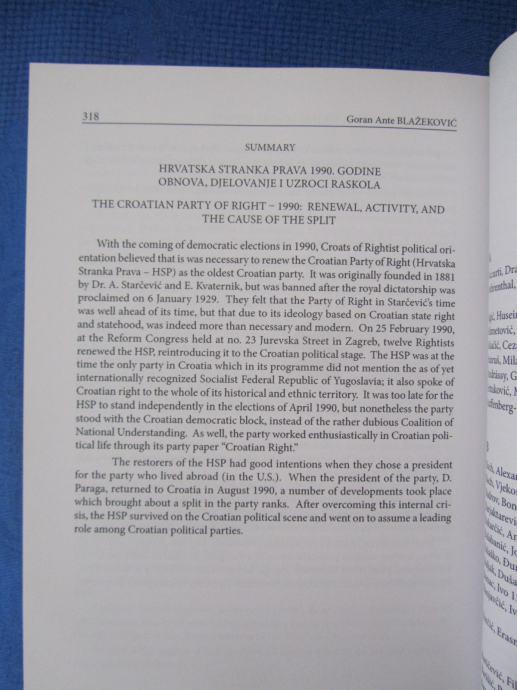 318
Goran Ante BLAŽEKOVIĆ
SUMMARY
HRVATSKA STRANKA PRAVA 1990. GODINE
OBNOVA, DJELOVANJE I UZROCI RASKOLA
THE CROATIAN PARTY OF RIGHT – 1990: RENEWAL, ACTIVITY, AND
THE CAUSE OF THE SPLIT
With the coming of democratic elections in 1990, Croats of Rightist political ori-
entation believed that is was necessary to renew the Croatian Party of Right (Hrvatska
Stranka Prava – HSP) as the oldest Croatian party. It was originally founded in 1881
by Dr. A. Starčević and E. Kvaternik, but was banned after the royal dictatorship was
proclaimed on 6 January 1929. They felt that the Party of Right in Starčević's time
was well ahead of its time, but that due to its ideology based on Croatian state right
and statehood, was indeed more than necessary and modern. On 25 February 1990,
at the Reform Congress held at no. 23 Jurevska Street in Zagreb, twelve Rightists
renewed the HSP, reintroducing it to the Croatian political stage. The HSP was at the
time the only party in Croatia which in its programme did not mention the as of yet
internationally recognized Socialist Federal Republic of Yugoslavia; it also spoke of
Croatian right to the whole of its historical and ethnic territory. It was too late for the
HSP to stand independently in the elections of April 1990, but nonetheless the party
stood with the Croatian democratic block, instead of the rather dubious Coalition of
National Understanding. As well, the party worked enthusiastically in Croatian poli-
tical life through its party paper "Croatian Right."
The restorers of the HSP had good intentions when they chose a president
for the party who lived abroad (in the U.S.). When the president of the party, D.
Paraga, returned to Croatia in August 1990, a number of developments took place
which brought about a split in the party ranks. After overcoming this internal cri-
sis, the HSP survived on the Croatian political scene and went on to assume a leading
role among Croatian political parties.